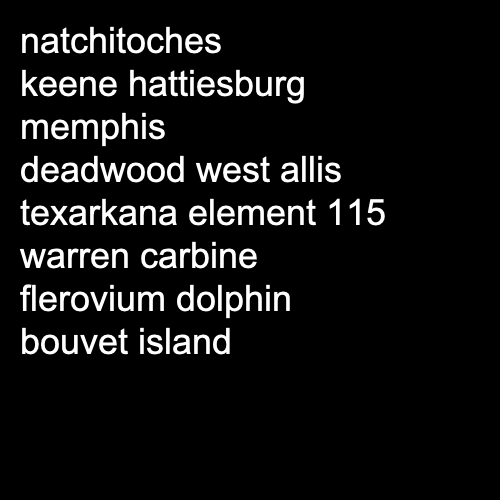 natchitoches
keene hattiesburg
memphis
deadwood west allis
texarkana element 115
warren carbine
flerovium dolphin
bouvet island